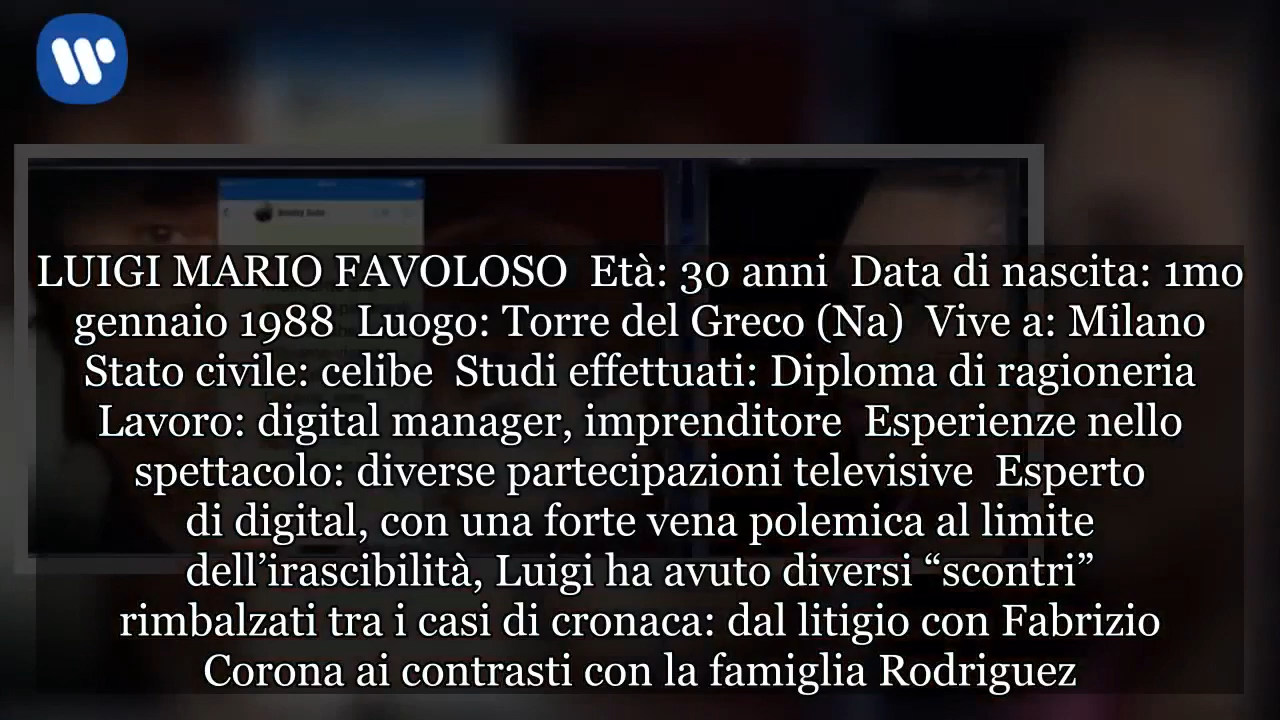 LUIGI MARIO FAVOLOSO Età: 30 anni Data di nascita: 1mo
gennaio 1988 Luogo: Torre del Greco (Na) Vive a: Milano
Stato civile: celibe Studi effettuati: Diploma di ragioneria
Lavoro: digital manager, imprenditore Esperienze nello
spettacolo: diverse partecipazioni televisive Esperto
di digital, con una forte vena polemica al limite
dell’irascibilità, Luigi ha avuto diversi “scontri”
rimbalzati tra i casi di cronaca: dal litigio con Fabrizio
Corona ai contrasti con la famiglia Rodriguez